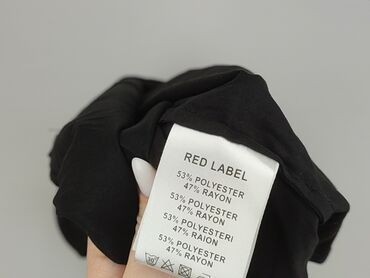 RED LABEL
53% POLYESTER
47% RAYON
53% POLYESTER
47% RAYON
53% POLYESTERI
47% RAION
53% POLYESTER
47% RAYON